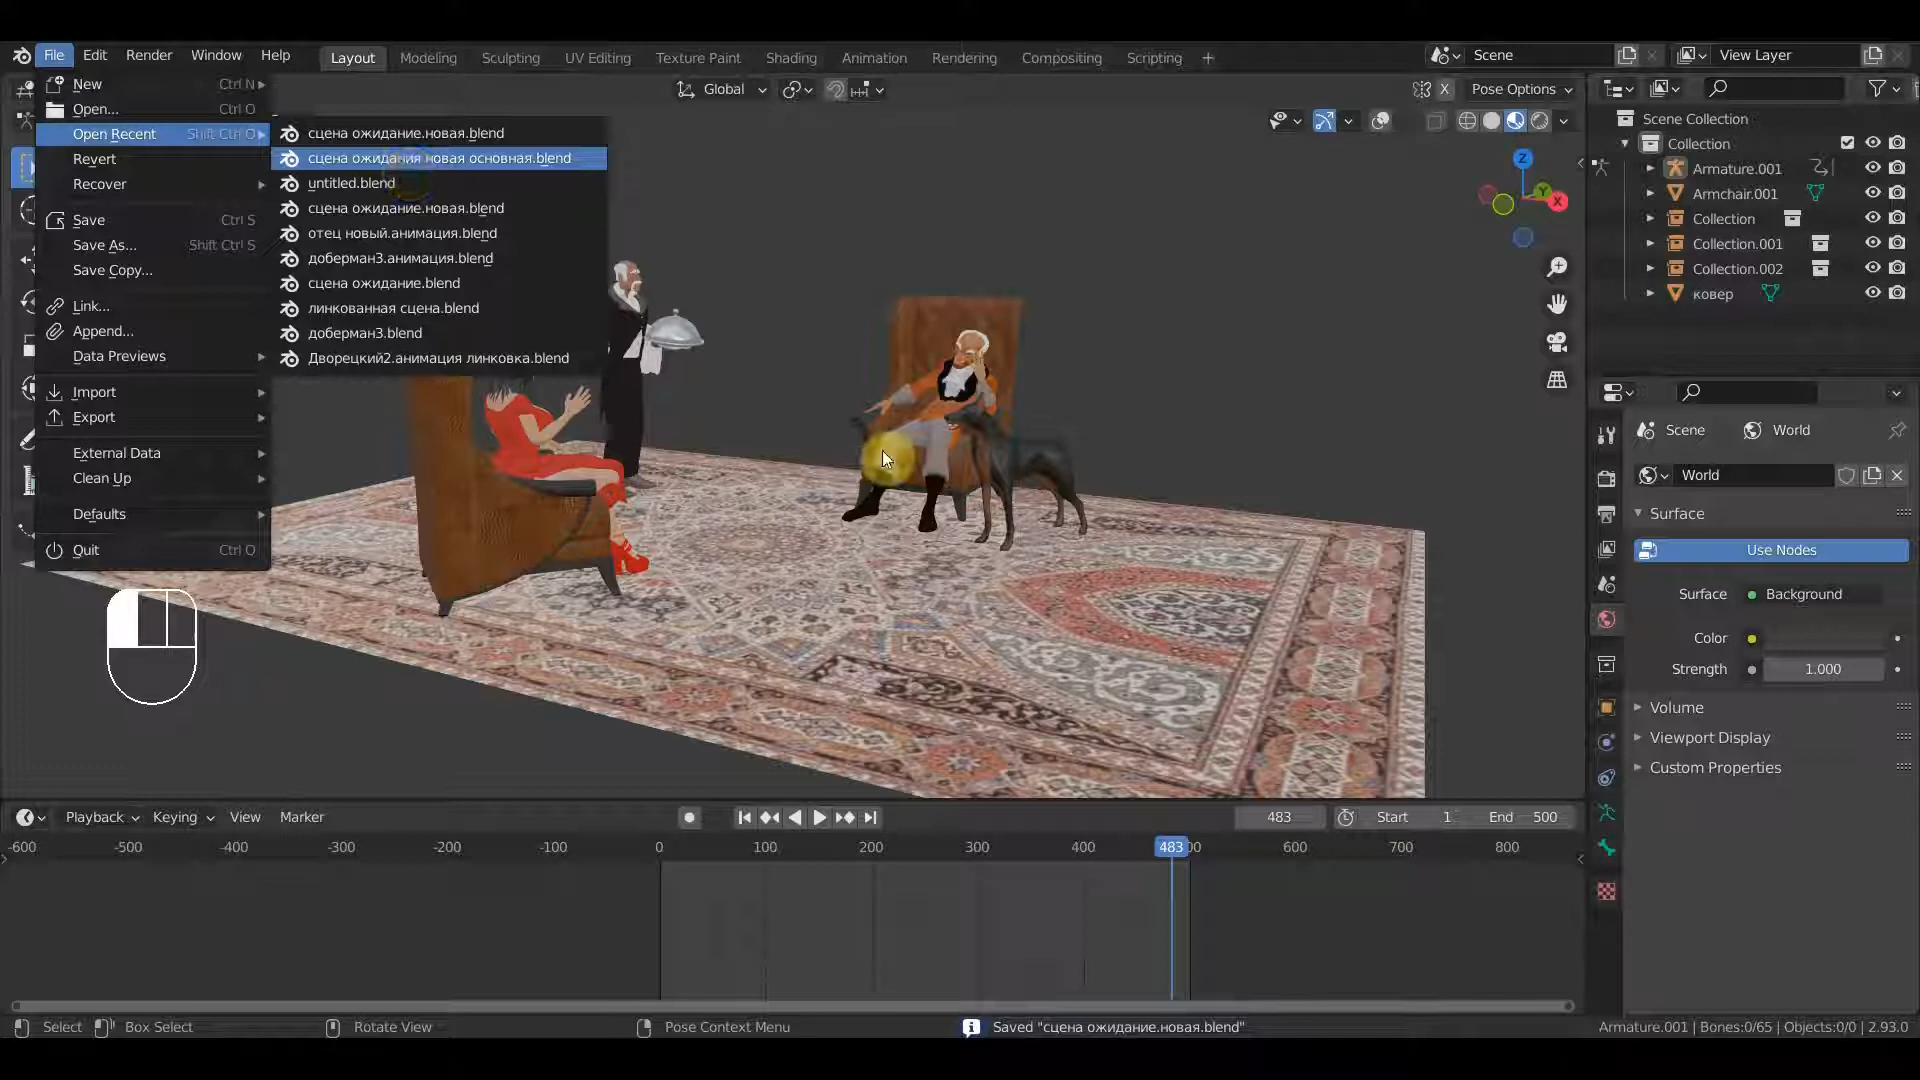 File Edit Render Window Help Layout Modeling Sculpting UV Editing Texture Paint Shading Animation Rendering Compositing Scripting + Scene View Layer
Global X Pose Options
New Ctrl N
Open... Ctrl O
Open Recent Shift Ctrl O
Revert
Recover
Save Ctrl S
Save As... Shift Ctrl S
Save Copy...
Link...
Append...
Data Previews
Import
Export
External Data
Clean Up
Defaults
Quit Ctrl Q
сцена ожидание.новая.blend
сцена ожидания новая основная.blend
untitled.blend
сцена ожидание.новая.blend
отец новый.анимация.blend
доберман3.анимация.blend
сцена ожидание.blend
линкованная сцена.blend
доберман3.blend
Дворецкий2.анимация линковка.blend
Z
Y
X
Scene Collection
Collection
Armature.001
Armchair.001
Collection
Collection.001
Collection.002
ковер
Scene World
World
Surface
Use Nodes
Surface Background
Color
Strength 1.000
Volume
Viewport Display
Custom Properties
Playback Keying View Marker 483 Start 1 End 500
-600 -500 -400 -300 -200 -100 0 100 200 300 400 483 00 600 700 800
Select Box Select Rotate View Pose Context Menu Saved "сцена ожидание.новая.blend" Armature.001 | Bones:0/65 | Objects:0/0 | 2.93.0